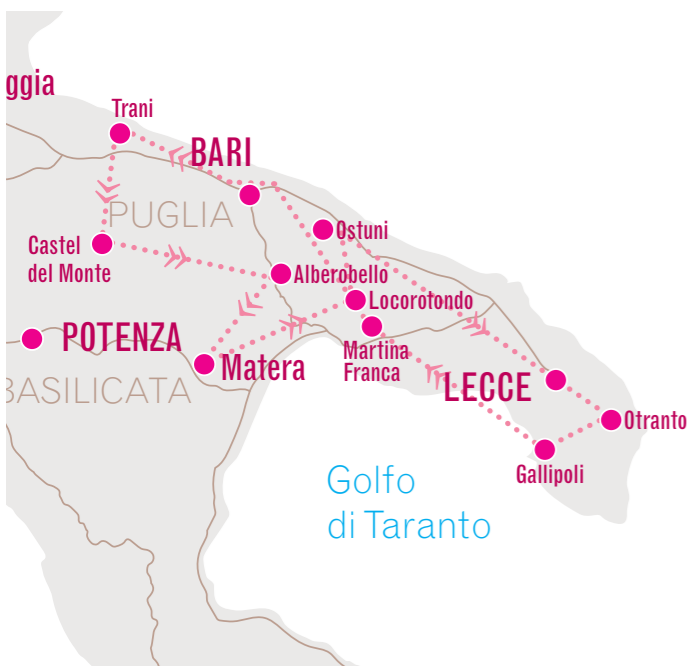 ggia
Trani
BARI
PUGLIA
Ostuni
Castel
del Monte
Alberobello
Locorotondo
POTENZA
Martina
Franca
Matera
BASILICATA
LECCE
Otranto
Gallipoli
Golfo
di Taranto